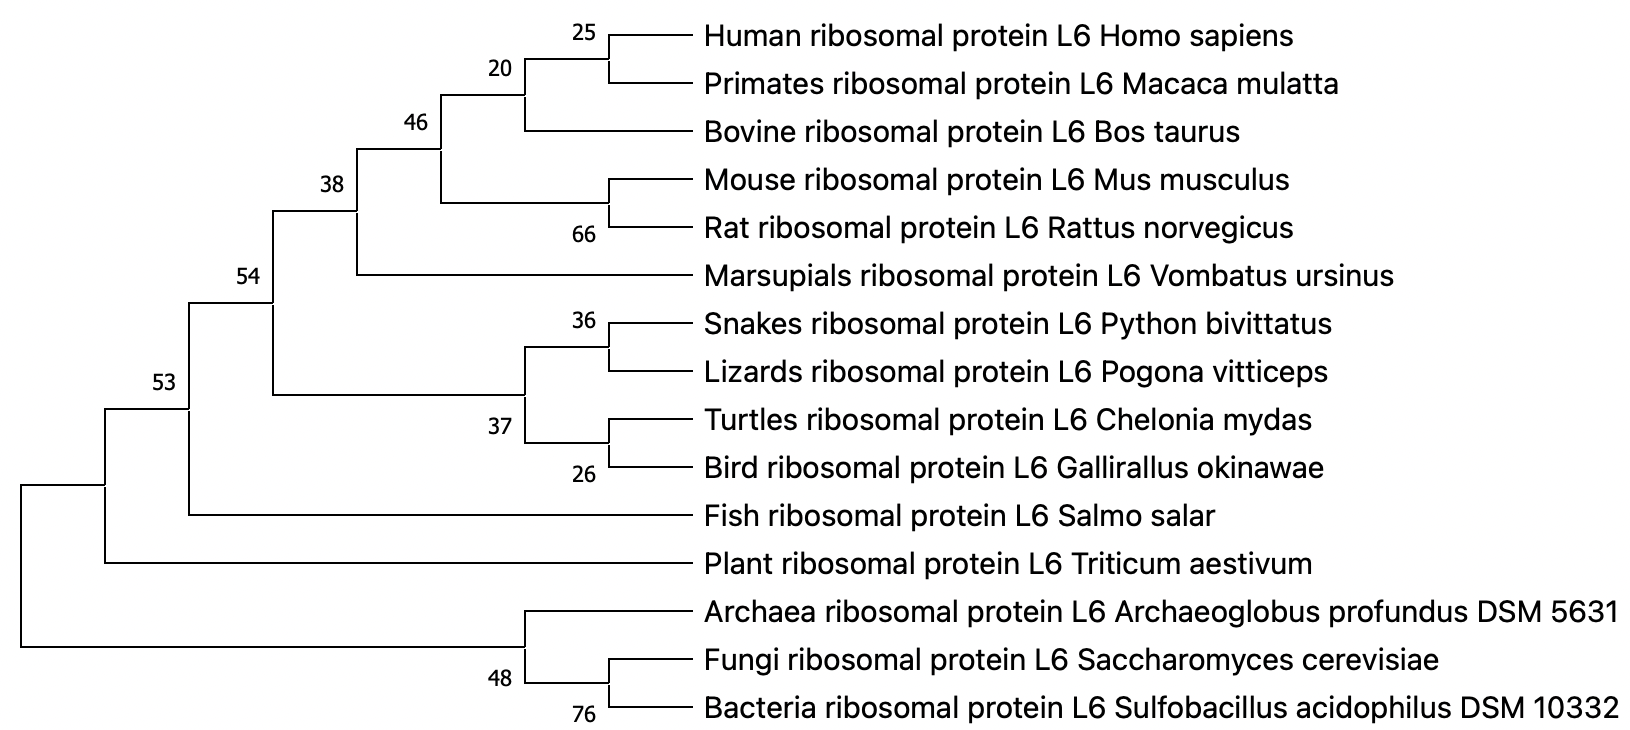 25
Human ribosomal protein L6 Homo sapiens
20
Primates ribosomal protein L6 Macaca mulatta
46
Bovine ribosomal protein L6 Bos taurus
38
Mouse ribosomal protein L6 Mus musculus
66
Rat ribosomal protein L6 Rattus norvegicus
54
Marsupials ribosomal protein L6 Vombatus ursinus
36
Snakes ribosomal protein L6 Python bivittatus
53
Lizards ribosomal protein L6 Pogona vitticeps
37
Turtles ribosomal protein L6 Chelonia mydas
26
Bird ribosomal protein L6 Gallirallus okinawae
Fish ribosomal protein L6 Salmo salar
Plant ribosomal protein L6 Triticum aestivum
Archaea ribosomal protein L6 Archaeoglobus profundus DSM 5631
48
Fungi ribosomal protein L6 Saccharomyces cerevisiae
76
Bacteria ribosomal protein L6 Sulfobacillus acidophilus DSM 10332